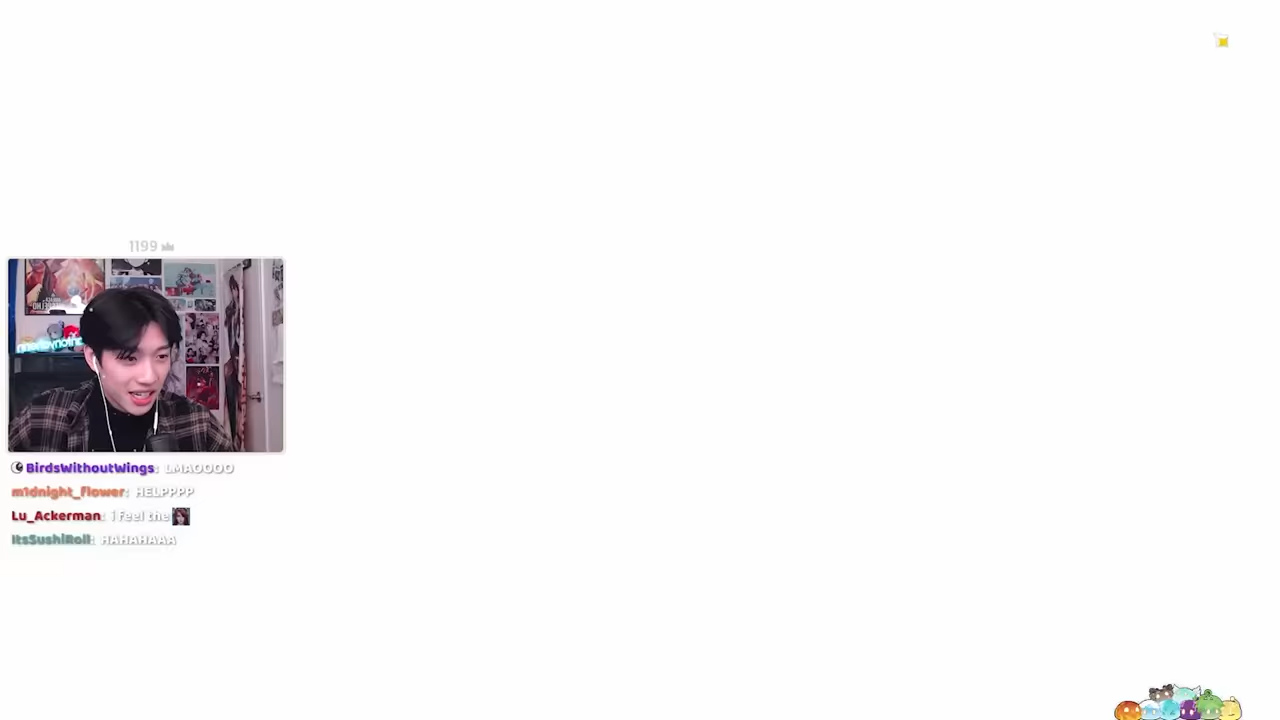 1199
BirdsWithoutWings: LMAOOOO
m1dnight_flower: HELPPPP
Lu_Ackerman: i feel the
ItsSushiRoll: HAHAHAAA